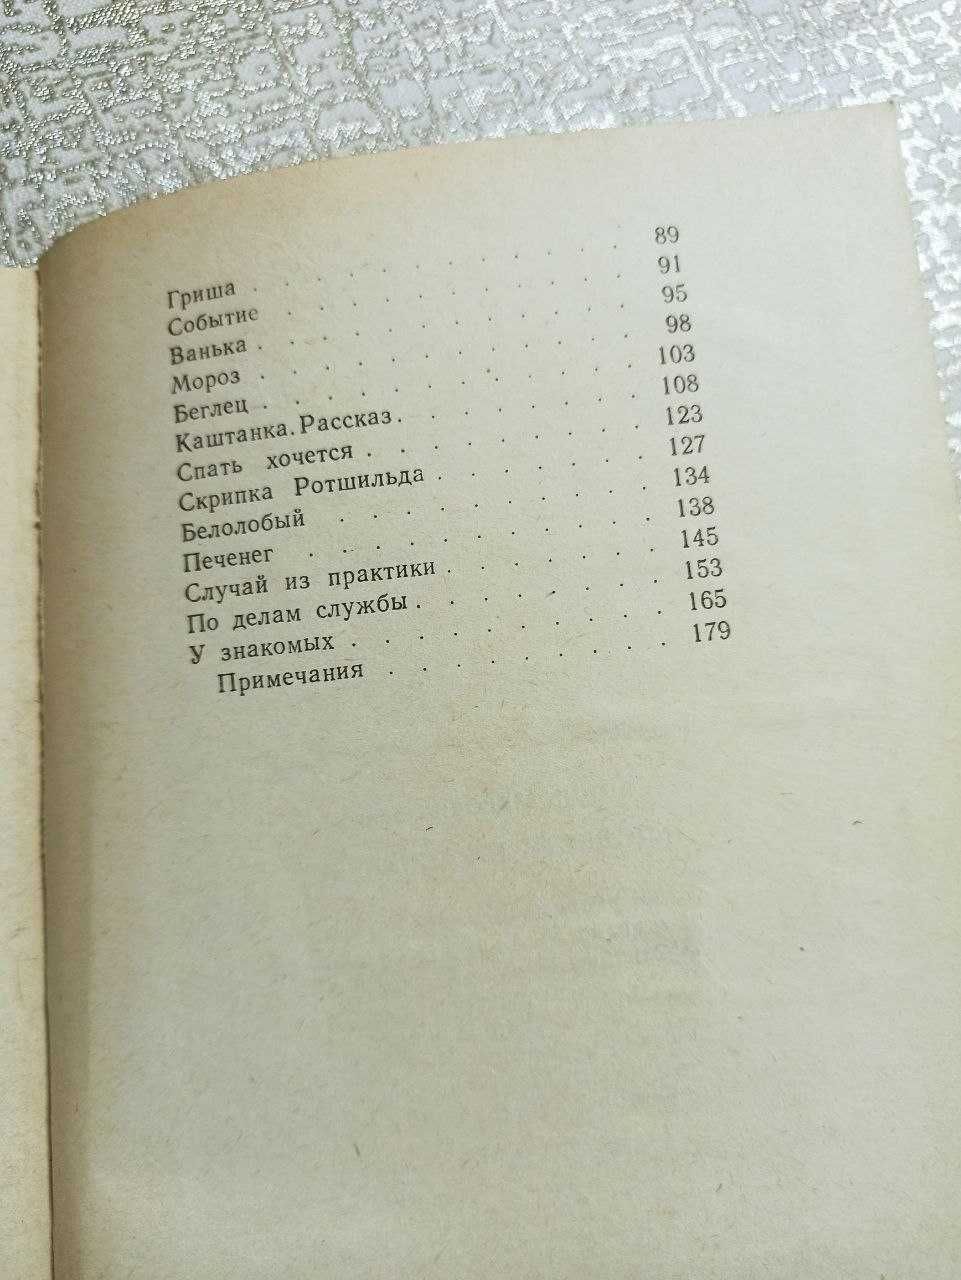 Гриша . . . . . . . . . . . 89
Событие . . . . . . . . . . . 91
Ванька . . . . . . . . . . . . 95
Мороз . . . . . . . . . . . . 98
Беглец . . . . . . . . . . . . 103
Каштанка. Рассказ . . . . . . . . 108
Спать хочется . . . . . . . . . 123
Скрипка Ротшильда . . . . . . . 127
Белолобый . . . . . . . . . . 134
Печенег . . . . . . . . . . . 138
Случай из практики . . . . . . . 145
По делам службы . . . . . . . . 153
У знакомых . . . . . . . . . . 165
Примечания . . . . . . . . . 179